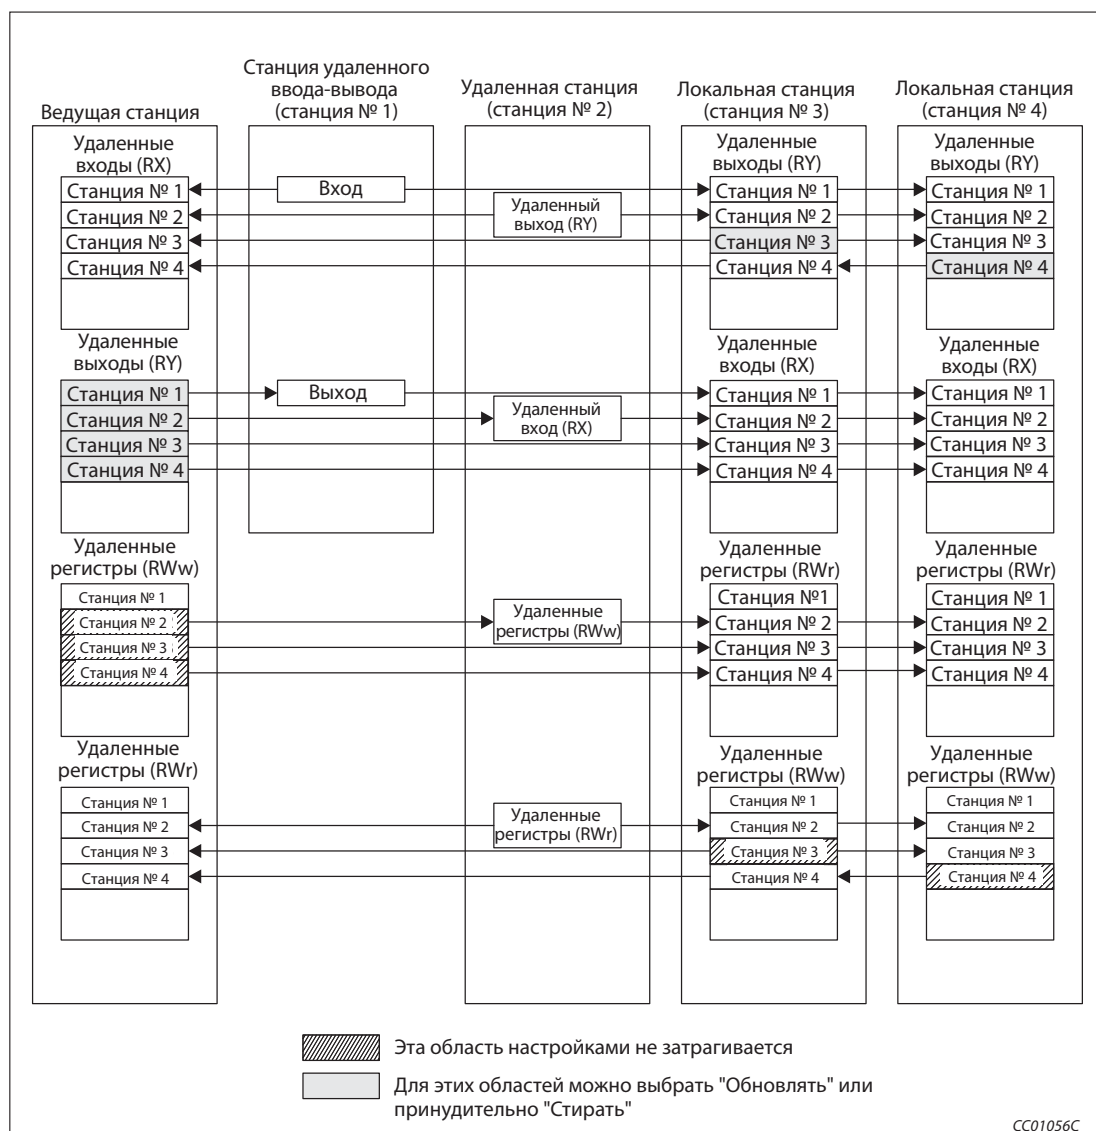 Ведущая станция
Станция удаленного
ввода-вывода
(станция № 1)
Удаленная станция
(станция № 2)
Локальная станция
(станция № 3)
Локальная станция
(станция № 4)
Удаленные
входы (RX)
Станция № 1
Станция № 2
Станция № 3
Станция № 4
Вход
Удаленный
выход (RY)
Удаленные
выходы (RY)
Станция № 1
Станция № 2
Станция № 3
Станция № 4
Удаленные
выходы (RY)
Станция № 1
Станция № 2
Станция № 3
Станция № 4
Удаленные
выходы (RY)
Станция № 1
Станция № 2
Станция № 3
Станция № 4
Выход
Удаленный
вход (RX)
Удаленные
входы (RX)
Станция № 1
Станция № 2
Станция № 3
Станция № 4
Удаленные
входы (RX)
Станция № 1
Станция № 2
Станция № 3
Станция № 4
Удаленные
регистры (RWw)
Станция № 1
Станция № 2
Станция № 3
Станция № 4
Удаленные
регистры (RWw)
Удаленные
регистры (RWr)
Станция №1
Станция № 2
Станция № 3
Станция № 4
Удаленные
регистры (RWr)
Станция № 1
Станция № 2
Станция № 3
Станция № 4
Удаленные
регистры (RWr)
Станция № 1
Станция № 2
Станция № 3
Станция № 4
Удаленные
регистры (RWr)
Удаленные
регистры (RWw)
Станция № 1
Станция № 2
Станция № 3
Станция № 4
Удаленные
регистры (RWw)
Станция № 1
Станция № 2
Станция № 3
Станция № 4
Эта область настройками не затрагивается
Для этих областей можно выбрать "Обновлять" или
принудительно "Стирать"
CC01056C